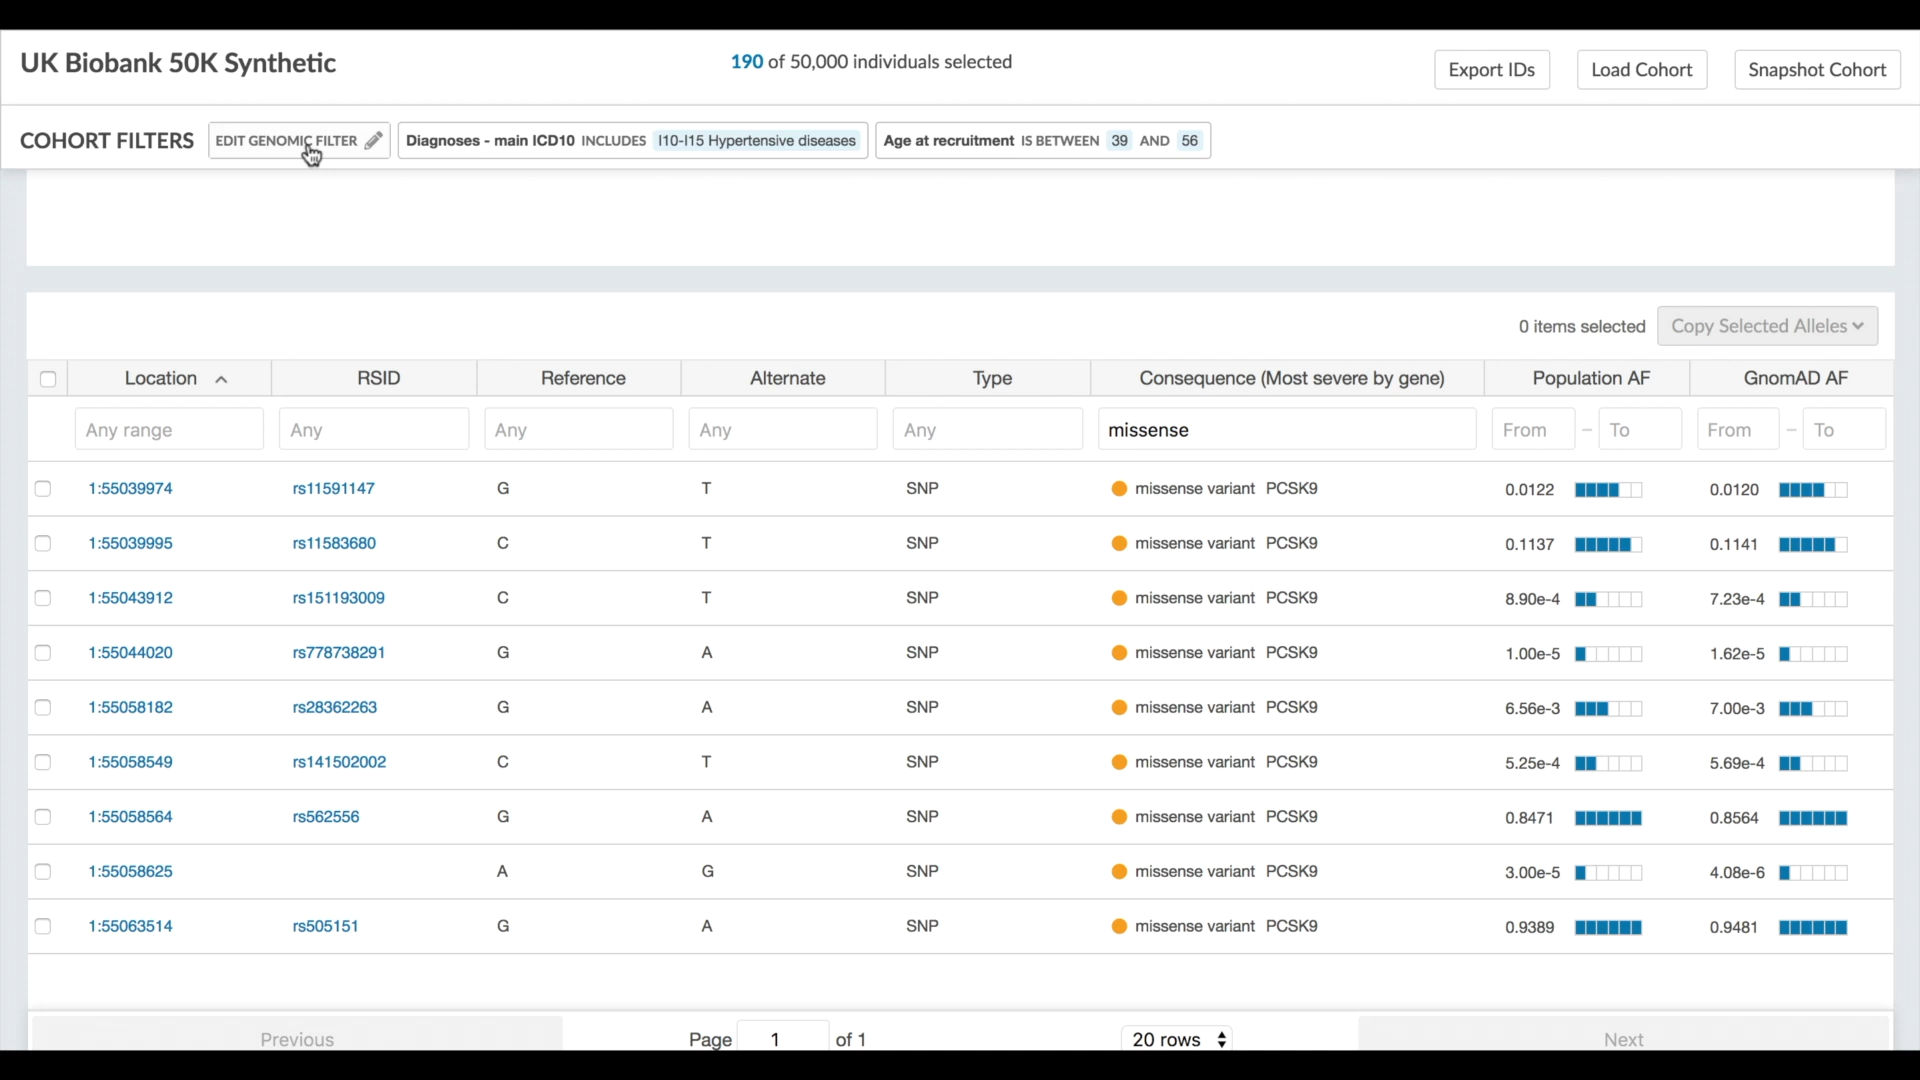 UK Biobank 50K Synthetic
190 of 50,000 individuals selected
Export IDs
Load Cohort
Snapshot Cohort
COHORT FILTERS
EDIT GENOMIC FILTER
Diagnoses - main ICD10 INCLUDES I10-I15 Hypertensive diseases
Age at recruitment IS BETWEEN 39 AND 56
0 items selected
Copy Selected Alleles
Location RSID Reference Alternate Type Consequence (Most severe by gene) Population AF GnomAD AF
Any range Any Any Any Any missense From – To From – To
1:55039974 rs11591147 G T SNP missense variant PCSK9 0.0122 0.0120
1:55039995 rs11583680 C T SNP missense variant PCSK9 0.1137 0.1141
1:55043912 rs151193009 C T SNP missense variant PCSK9 8.90e-4 7.23e-4
1:55044020 rs778738291 G A SNP missense variant PCSK9 1.00e-5 1.62e-5
1:55058182 rs28362263 G A SNP missense variant PCSK9 6.56e-3 7.00e-3
1:55058549 rs141502002 C T SNP missense variant PCSK9 5.25e-4 5.69e-4
1:55058564 rs562556 G A SNP missense variant PCSK9 0.8471 0.8564
1:55058625 A G SNP missense variant PCSK9 3.00e-5 4.08e-6
1:55063514 rs505151 G A SNP missense variant PCSK9 0.9389 0.9481
Previous Page 1 of 1 20 rows Next